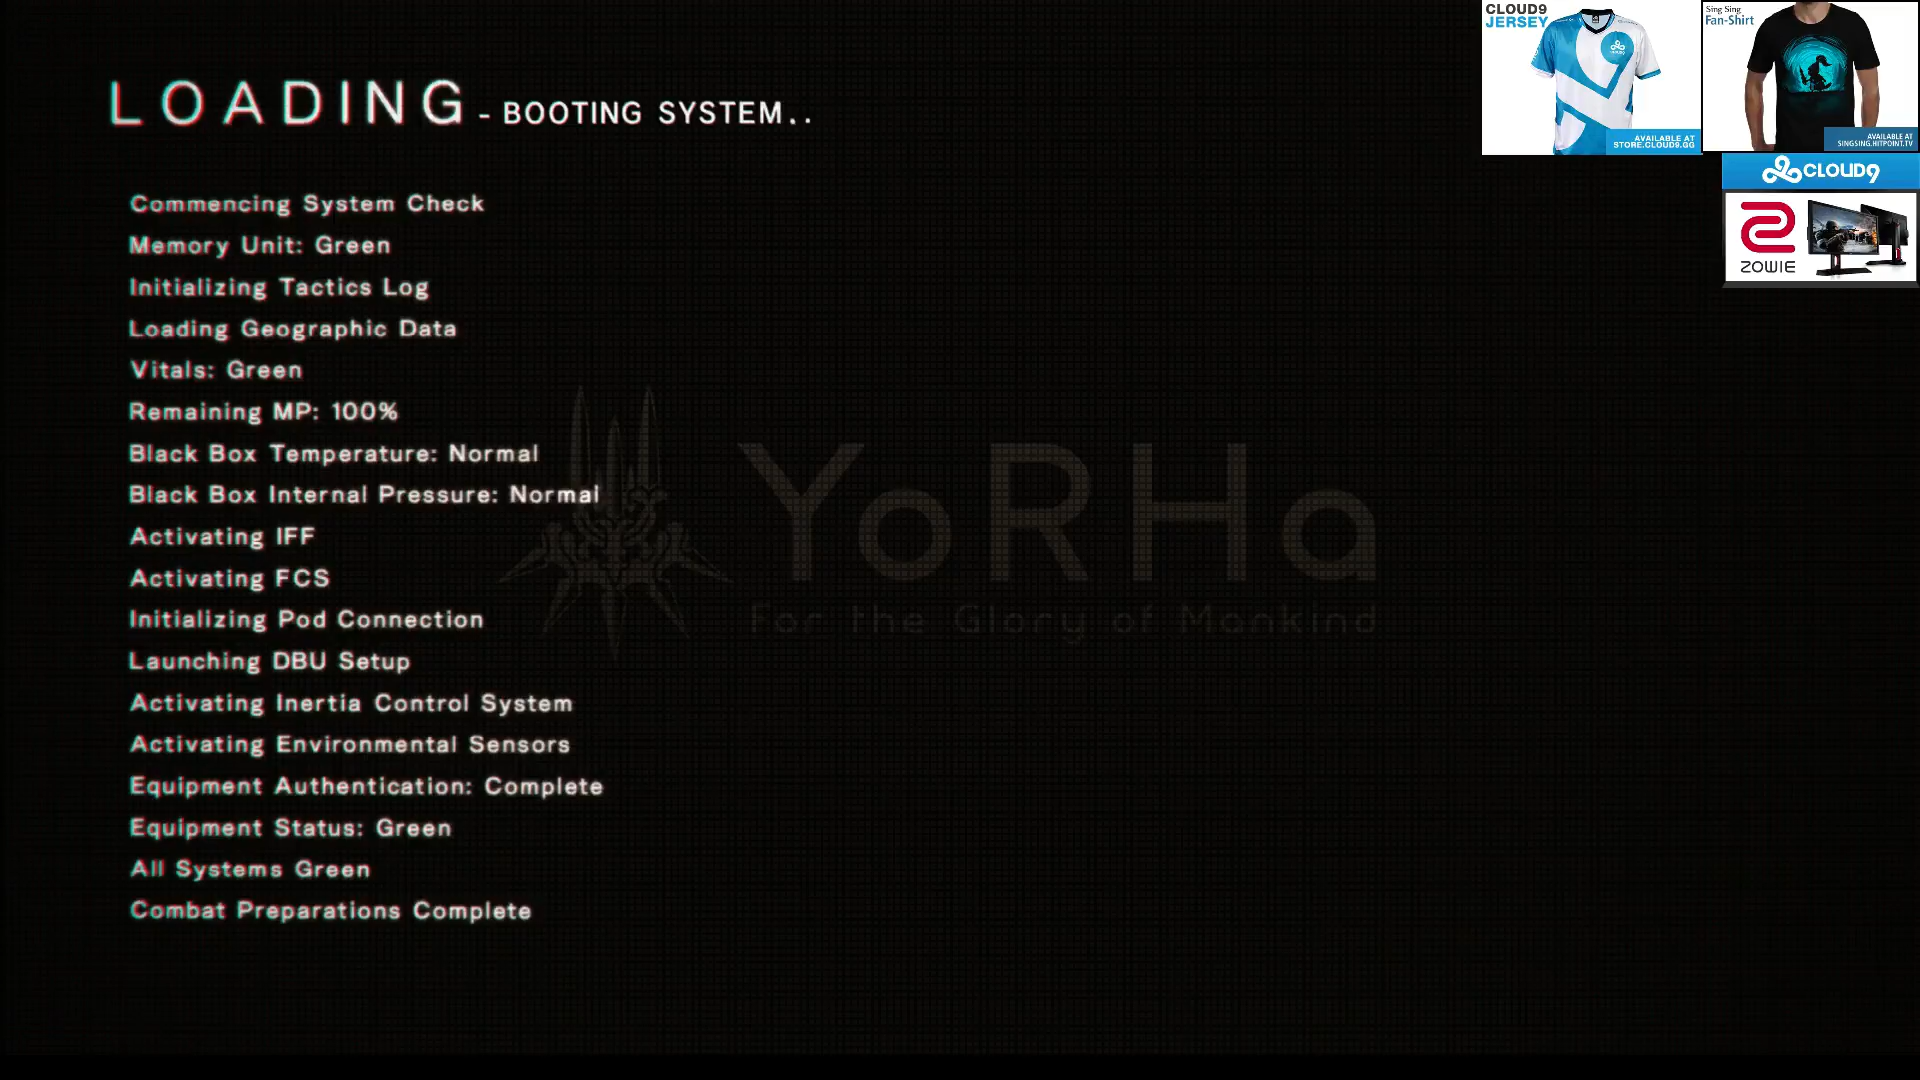 LOADING - BOOTING SYSTEM..
Commencing System Check
Memory Unit: Green
Initializing Tactics Log
Loading Geographic Data
Vitals: Green
Remaining MP: 100%
Black Box Temperature: Normal
Black Box Internal Pressure: Normal
Activating IFF
Activating FCS
Initializing Pod Connection
Launching DBU Setup
Activating Inertia Control System
Activating Environmental Sensors
Equipment Authentication: Complete
Equipment Status: Green
All Systems Green
Combat Preparations Complete
YoRHa
For the Glory of Mankind
CLOUD9
JERSEY
AVAILABLE AT
STORE.CLOUD9.GG
Sing Sing
Fan-Shirt
AVAILABLE AT
SINGSING.HITPOINT.TV
CLOUD9
ZOWIE